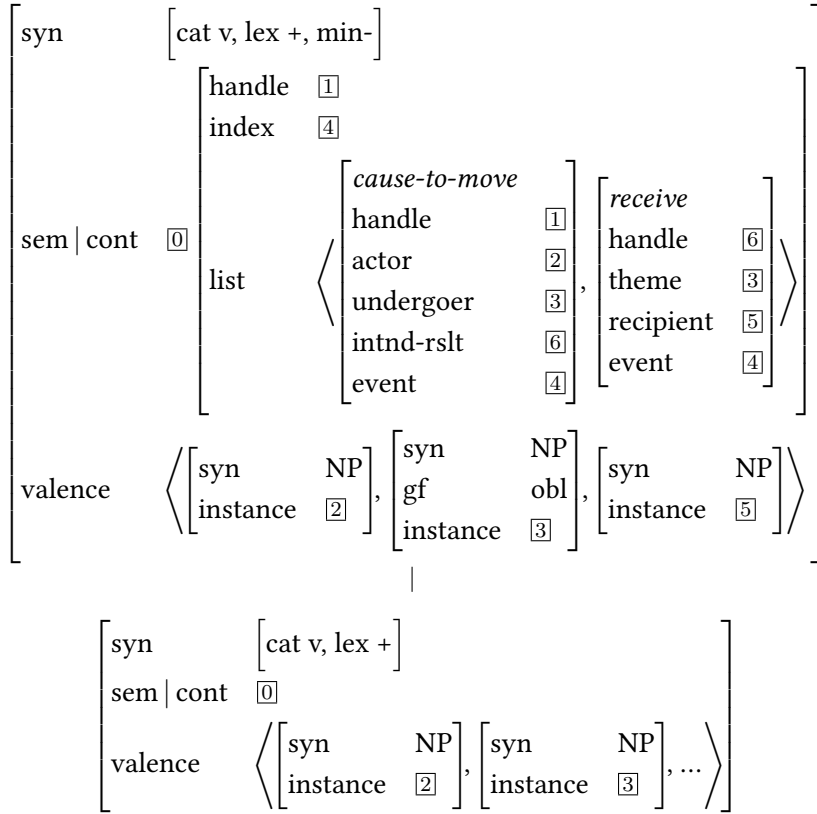 syn [cat v, lex +, min-]
sem | cont 0
handle 1
index 4
list ⟨
cause-to-move
handle 1
actor 2
undergoer 3
intnd-rslt 6
event 4
,
receive
handle 6
theme 3
recipient 5
event 4
⟩
valence ⟨
syn NP
instance 2
,
syn NP
gf obl
instance 3
,
syn NP
instance 5
⟩
|
syn [cat v, lex +]
sem | cont 0
valence ⟨
syn NP
instance 2
,
syn NP
instance 3
, ...⟩